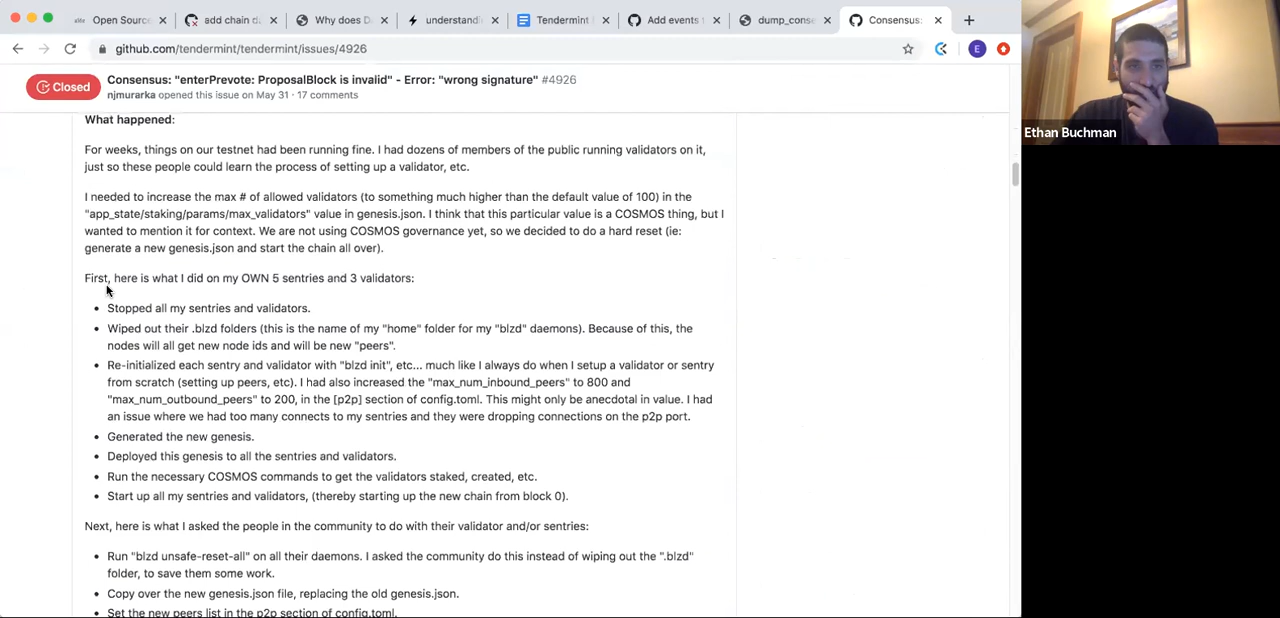 Open Source
add chain da
Why does D
understandi
Tendermint
Add events t
dump_conse
Consensus:
github.com/tendermint/tendermint/issues/4926
E
Closed
Consensus: "enterPrevote: ProposalBlock is invalid" - Error: "wrong signature" #4926
njmurarka opened this issue on May 31 · 17 comments
What happened:
For weeks, things on our testnet had been running fine. I had dozens of members of the public running validators on it,
just so these people could learn the process of setting up a validator, etc.
I needed to increase the max # of allowed validators (to something much higher than the default value of 100) in the
"app_state/staking/params/max_validators" value in genesis.json. I think that this particular value is a COSMOS thing, but I
wanted to mention it for context. We are not using COSMOS governance yet, so we decided to do a hard reset (ie:
generate a new genesis.json and start the chain all over).
First, here is what I did on my OWN 5 sentries and 3 validators:
• Stopped all my sentries and validators.
• Wiped out their .blzd folders (this is the name of my "home" folder for my "blzd" daemons). Because of this, the
nodes will all get new node ids and will be new "peers".
• Re-initialized each sentry and validator with "blzd init", etc... much like I always do when I setup a validator or sentry
from scratch (setting up peers, etc). I had also increased the "max_num_inbound_peers" to 800 and
"max_num_outbound_peers" to 200, in the [p2p] section of config.toml. This might only be anecdotal in value. I had
an issue where we had too many connects to my sentries and they were dropping connections on the p2p port.
• Generated the new genesis.
• Deployed this genesis to all the sentries and validators.
• Run the necessary COSMOS commands to get the validators staked, created, etc.
• Start up all my sentries and validators, (thereby starting up the new chain from block 0).
Next, here is what I asked the people in the community to do with their validator and/or sentries:
• Run "blzd unsafe-reset-all" on all their daemons. I asked the community do this instead of wiping out the ".blzd"
folder, to save them some work.
• Copy over the new genesis.json file, replacing the old genesis.json.
• Set the new peers list in the p2p section of config.toml.
Ethan Buchman